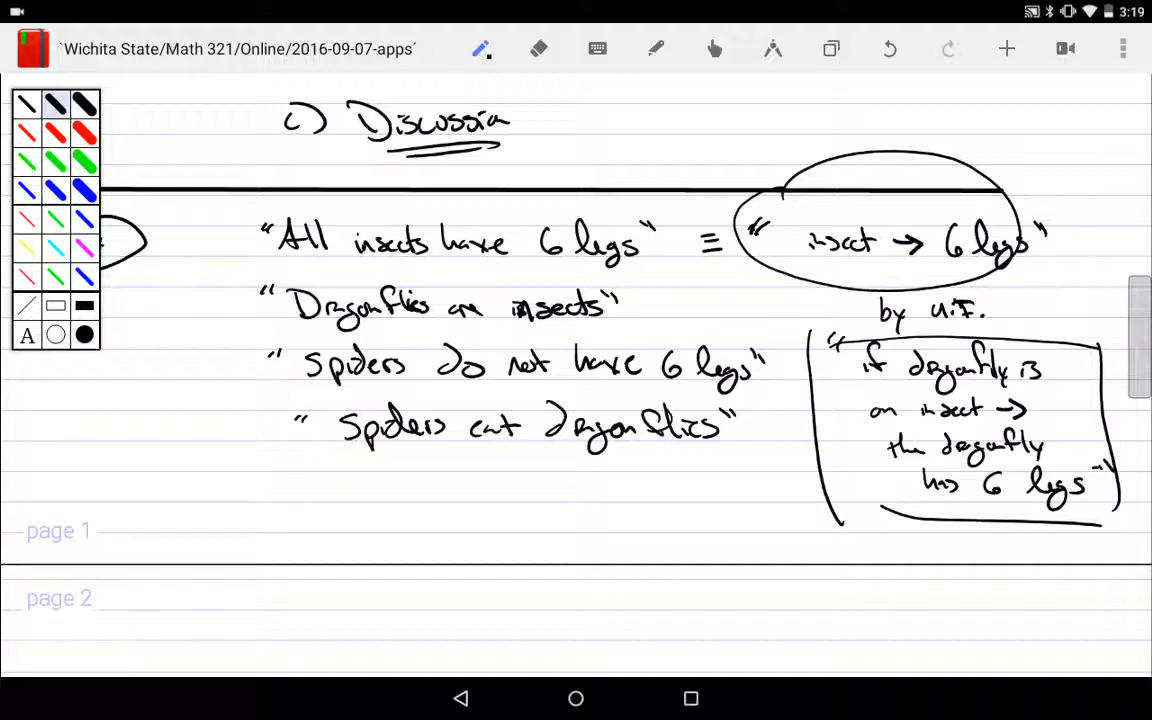 3:19
`Wichita State/Math 321/Online/2016-09-07-apps´
c) Discussion
"All insects have 6 legs" ≡ " insect → 6 legs"
"Dragonflies are insects"
by U.I.
"Spiders do not have 6 legs"
"if dragonfly is
an insect →
"Spiders eat dragonflies"
the dragonfly
has 6 legs"
page 1
page 2
A